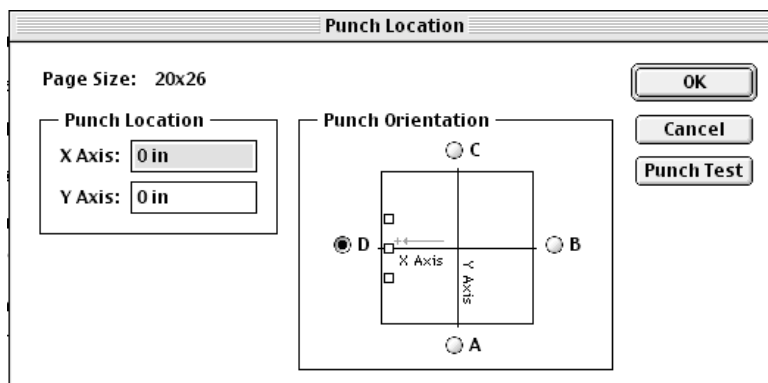 Punch Location
Page Size: 20x26
Punch Location
X Axis: 0 in
Y Axis: 0 in
Punch Orientation
C
D
B
A
X Axis
Y Axis
OK
Cancel
Punch Test